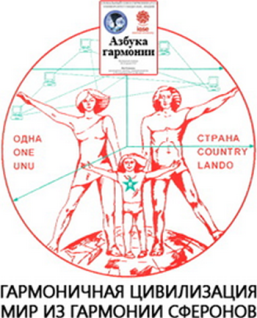 Азбука
гармонии
ОДНА
ONE
UNU
СТРАНА
COUNTRY
LANDO
ГАРМОНИЧНАЯ ЦИВИЛИЗАЦИЯ
МИР ИЗ ГАРМОНИИ СФЕРОНОВ